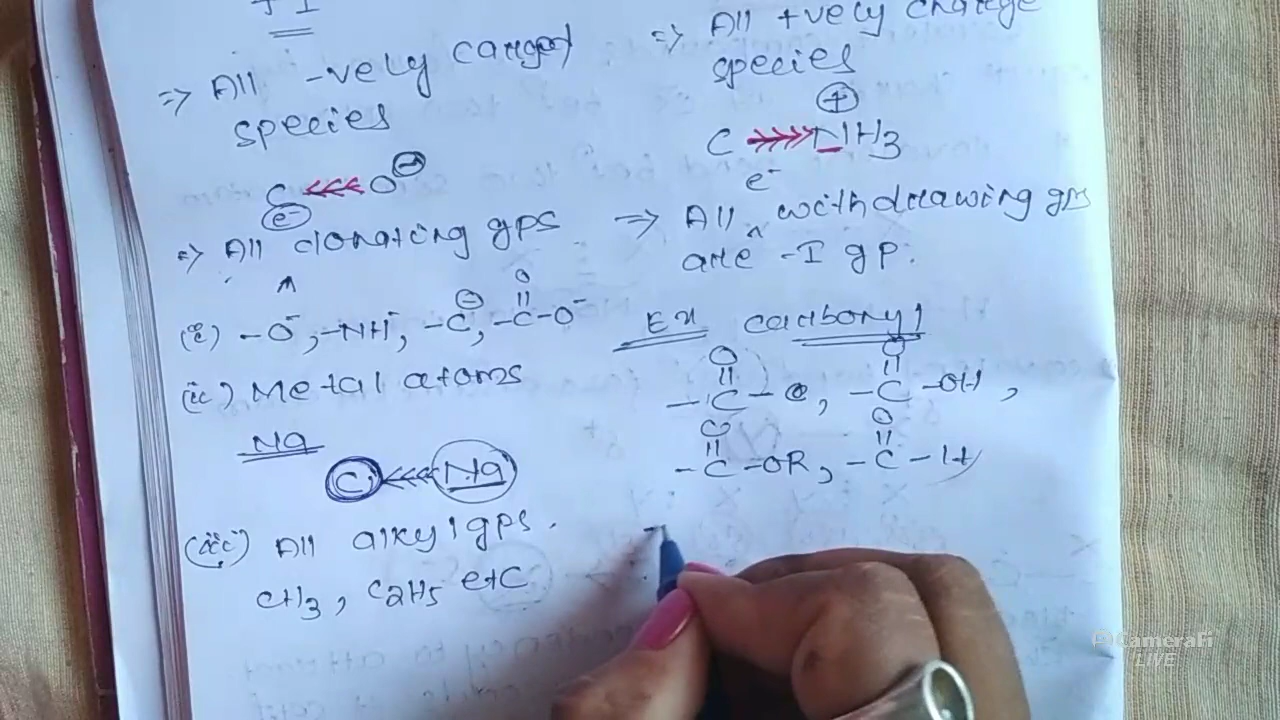 +I
⇒ All -vely carged
species
C ← O⊖
e-
⇒ All donating gps
(i) -O-, -NH-, -C⊖, -C(=O)-O-
(ii) Metal atoms
Na
C ← Na
(iii) All alkyl gps.
CH3, C2H5 etc
⇒ All +vely charge
species
⊕
C → NH3
e-
⇒ All withdrawing gps
are -I gp.
Ex carbonyl
O O
|| ||
-C-C, -C-OH,
O O
|| ||
-C-OR, -C-H
CameraFi
LIVE